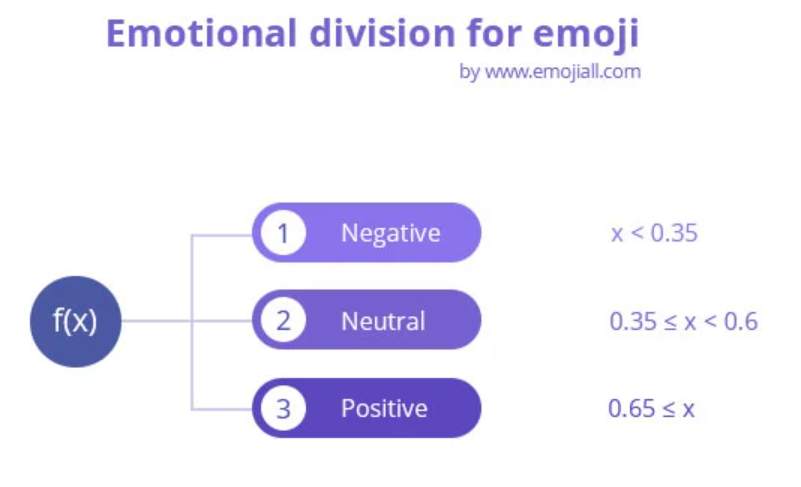 Emotional division for emoji
by www.emojiall.com
1 Negative x < 0.35
f(x) 2 Neutral 0.35 ≤ x < 0.6
3 Positive 0.65 ≤ x